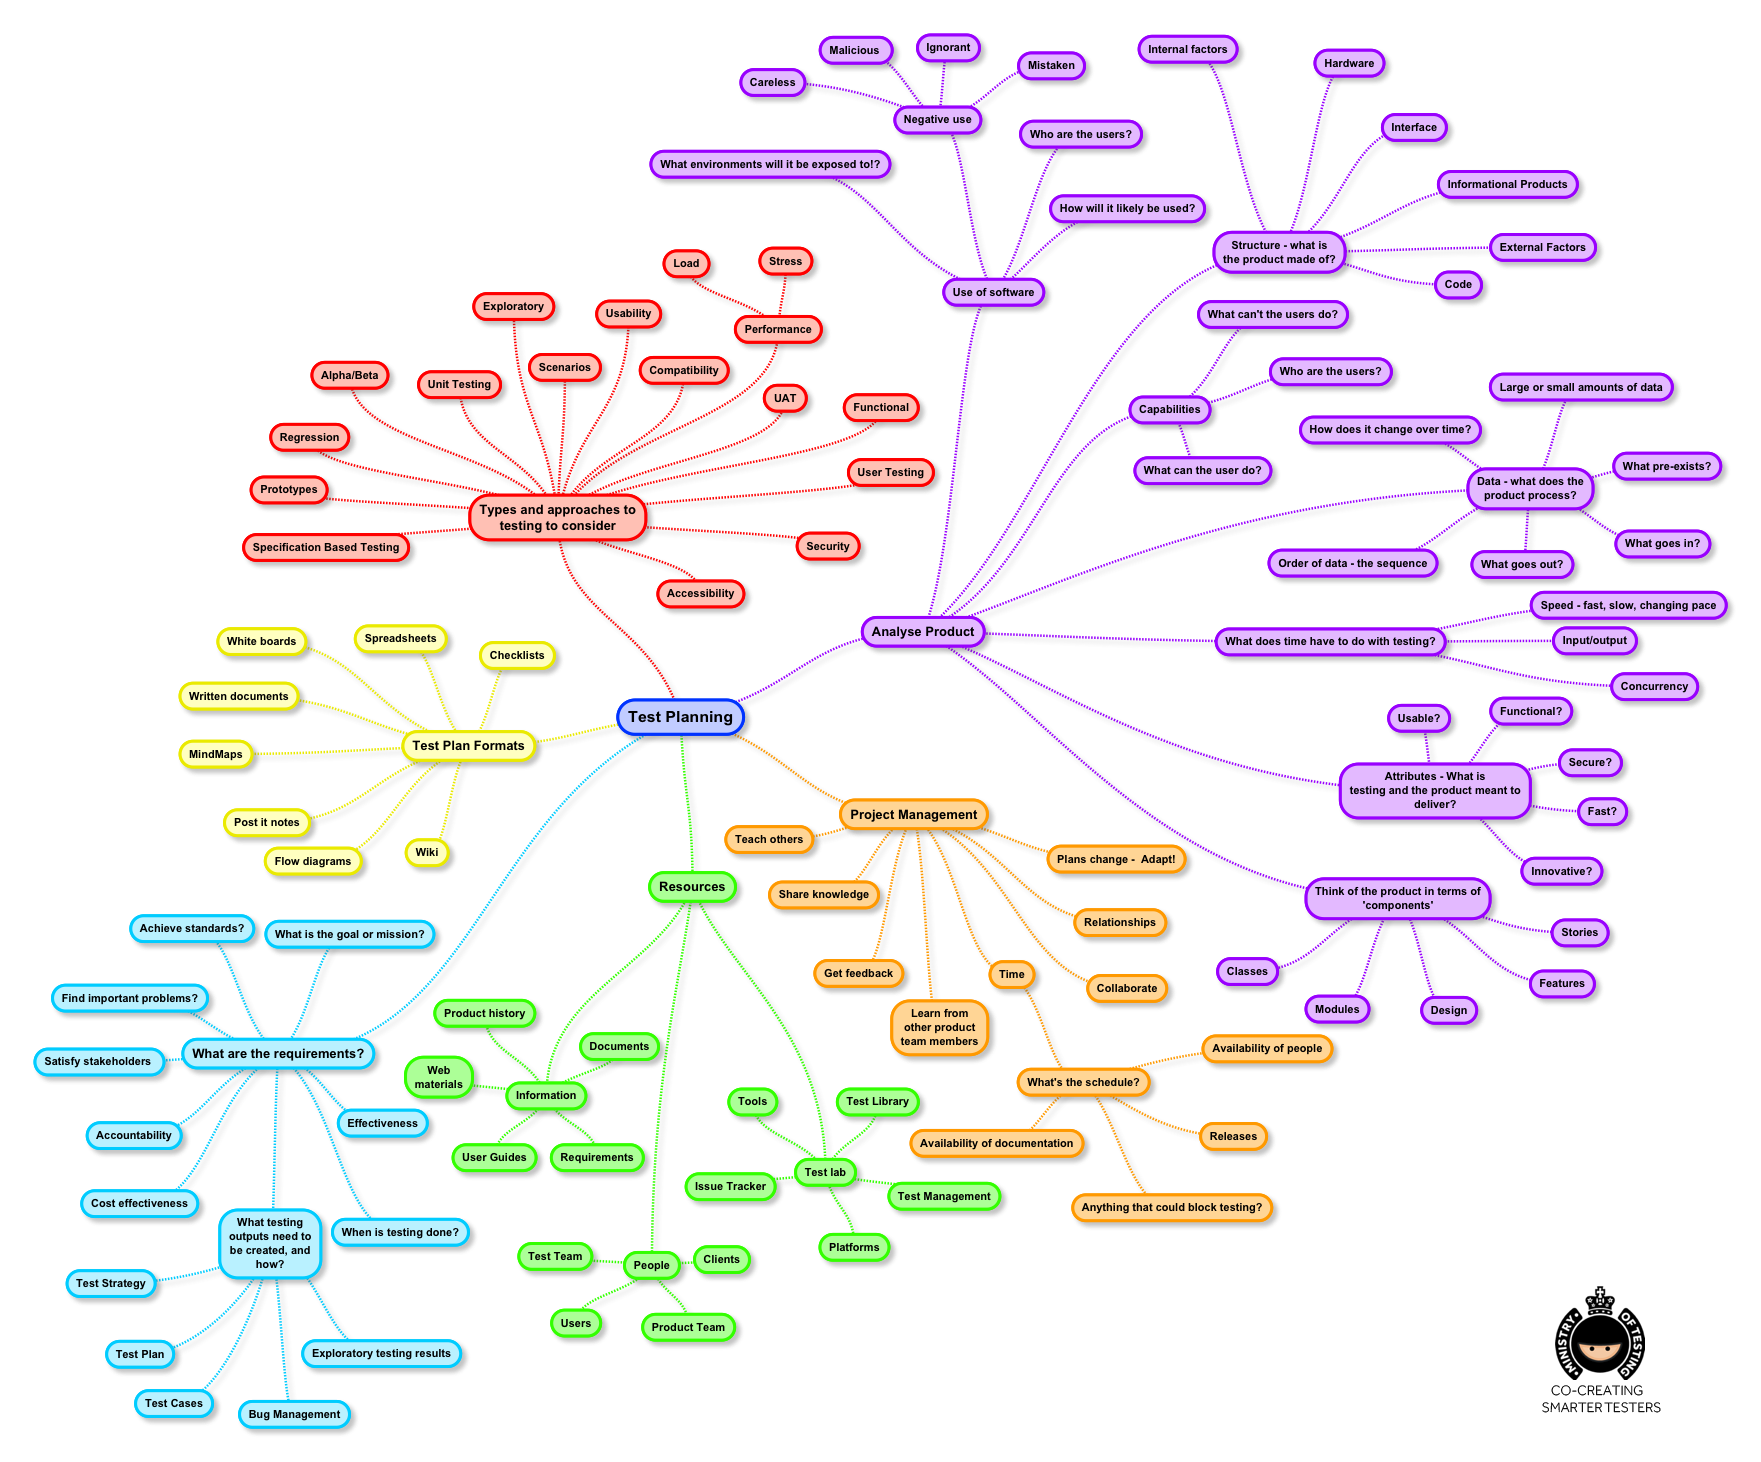 Test Planning
Analyse Product
Use of software
Negative use
Careless
Malicious
Ignorant
Mistaken
What environments will it be exposed to!?
Who are the users?
How will it likely be used?
Structure - what is
the product made of?
Internal factors
Hardware
Interface
Informational Products
External Factors
Code
Capabilities
What can't the users do?
Who are the users?
What can the user do?
Data - what does the
product process?
How does it change over time?
Large or small amounts of data
What pre-exists?
What goes in?
What goes out?
Order of data - the sequence
What does time have to do with testing?
Speed - fast, slow, changing pace
Input/output
Concurrency
Attributes - What is
testing and the product meant to
deliver?
Usable?
Functional?
Secure?
Fast?
Innovative?
Think of the product in terms of
'components'
Stories
Features
Design
Modules
Classes
Project Management
Teach others
Share knowledge
Get feedback
Learn from
other product
team members
Time
Collaborate
Relationships
Plans change -  Adapt!
What's the schedule?
Availability of people
Releases
Anything that could block testing?
Availability of documentation
Resources
Information
Product history
Documents
Web
materials
User Guides
Requirements
People
Test Team
Clients
Users
Product Team
Test lab
Tools
Test Library
Issue Tracker
Test Management
Platforms
What are the requirements?
Achieve standards?
What is the goal or mission?
Find important problems?
Satisfy stakeholders
Accountability
Cost effectiveness
Effectiveness
When is testing done?
What testing
outputs need to
be created, and
how?
Test Strategy
Test Plan
Test Cases
Bug Management
Exploratory testing results
Test Plan Formats
White boards
Spreadsheets
Checklists
Written documents
MindMaps
Post it notes
Flow diagrams
Wiki
Types and approaches to
testing to consider
Load
Stress
Performance
Exploratory
Usability
Scenarios
Compatibility
Alpha/Beta
Unit Testing
UAT
Functional
Regression
User Testing
Prototypes
Specification Based Testing
Security
Accessibility
MINISTRY OF TESTING
CO-CREATING
SMARTER TESTERS